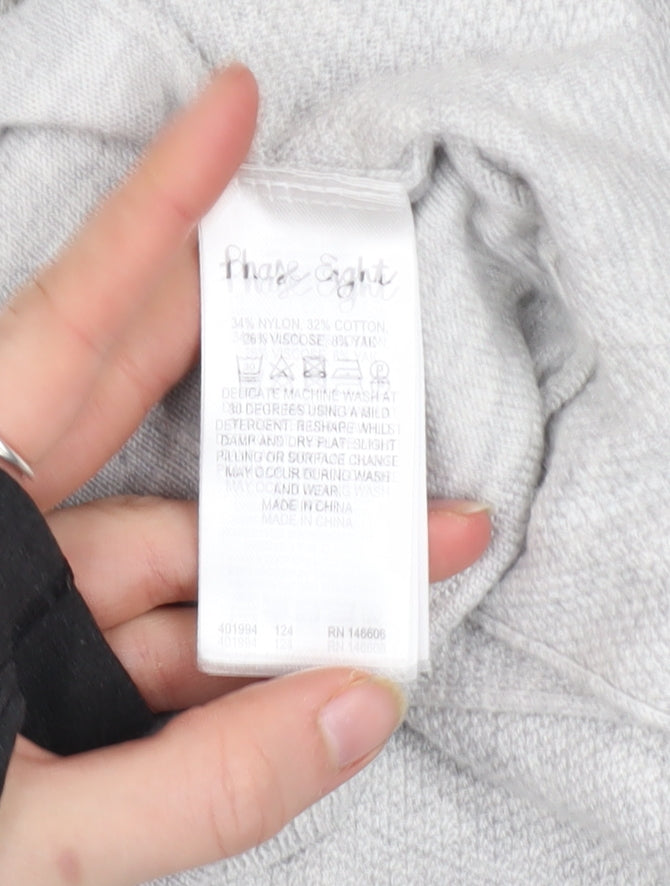 Phase Eight
34% NYLON, 32% COTTON,
26% VISCOSE, 8% YAK
DELICATE MACHINE WASH AT
30 DEGREES USING A MILD
DETERGENT. RESHAPE WHILST
DAMP AND DRY FLAT. SLIGHT
PILLING OR SURFACE CHANGE
MAY OCCUR DURING WASH
AND WEAR.
MADE IN CHINA
401994 124 RN 146606